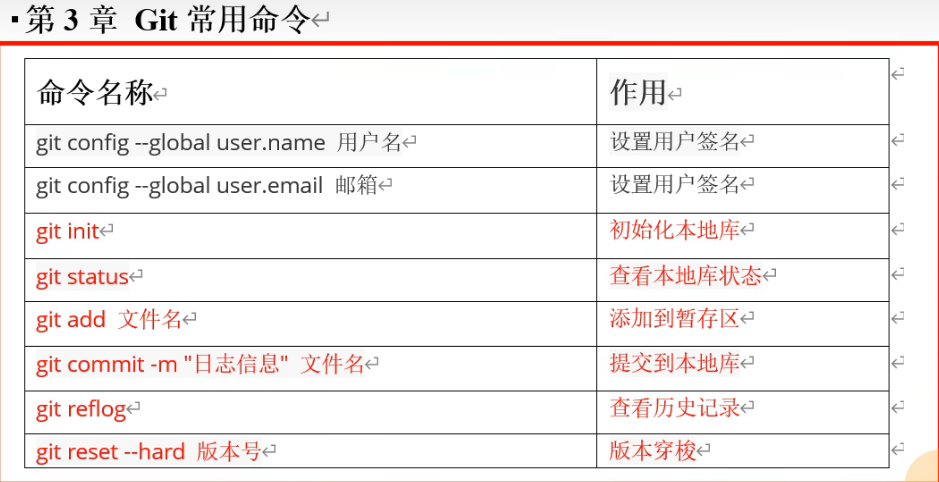 ▪第 3 章 Git 常用命令↵
命令名称↵ 作用↵
git config --global user.name 用户名↵ 设置用户签名↵
git config --global user.email 邮箱↵ 设置用户签名↵
git init↵ 初始化本地库↵
git status↵ 查看本地库状态↵
git add 文件名↵ 添加到暂存区↵
git commit -m "日志信息" 文件名↵ 提交到本地库↵
git reflog↵ 查看历史记录↵
git reset --hard 版本号↵ 版本穿梭↵